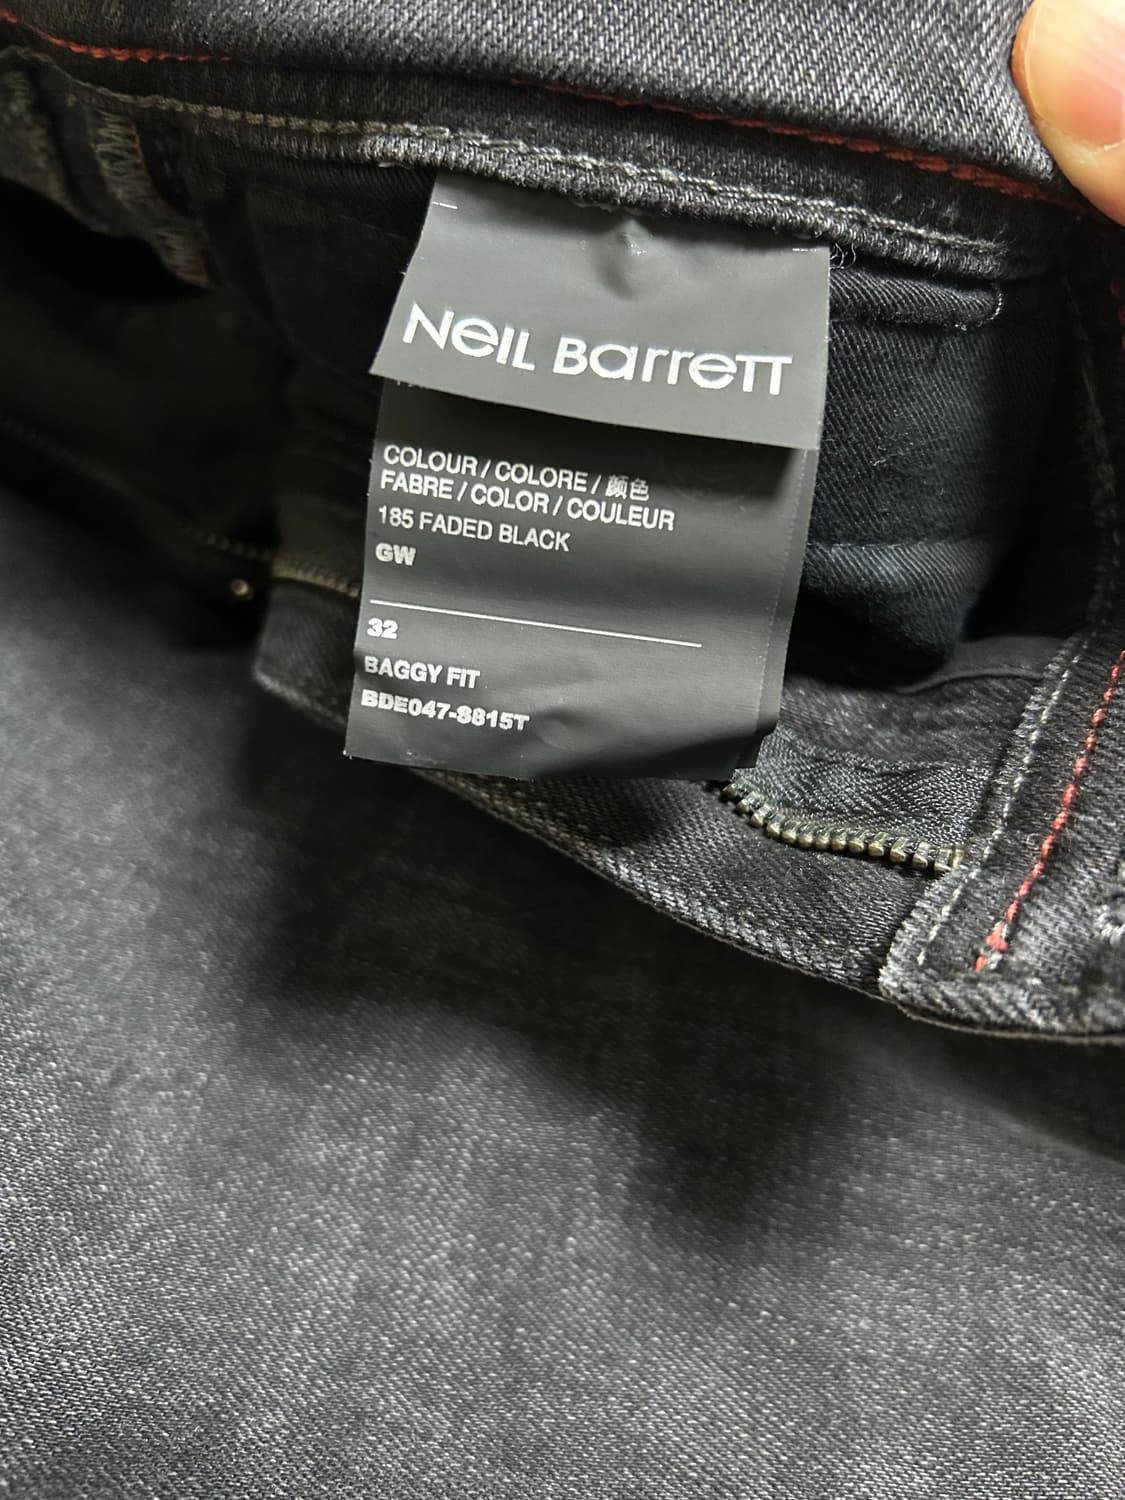 NEIL BARRETT
COLOUR / COLORE / 颜色
FABRE / COLOR / COULEUR
185 FADED BLACK
GW
32
BAGGY FIT
BDE047-S815T